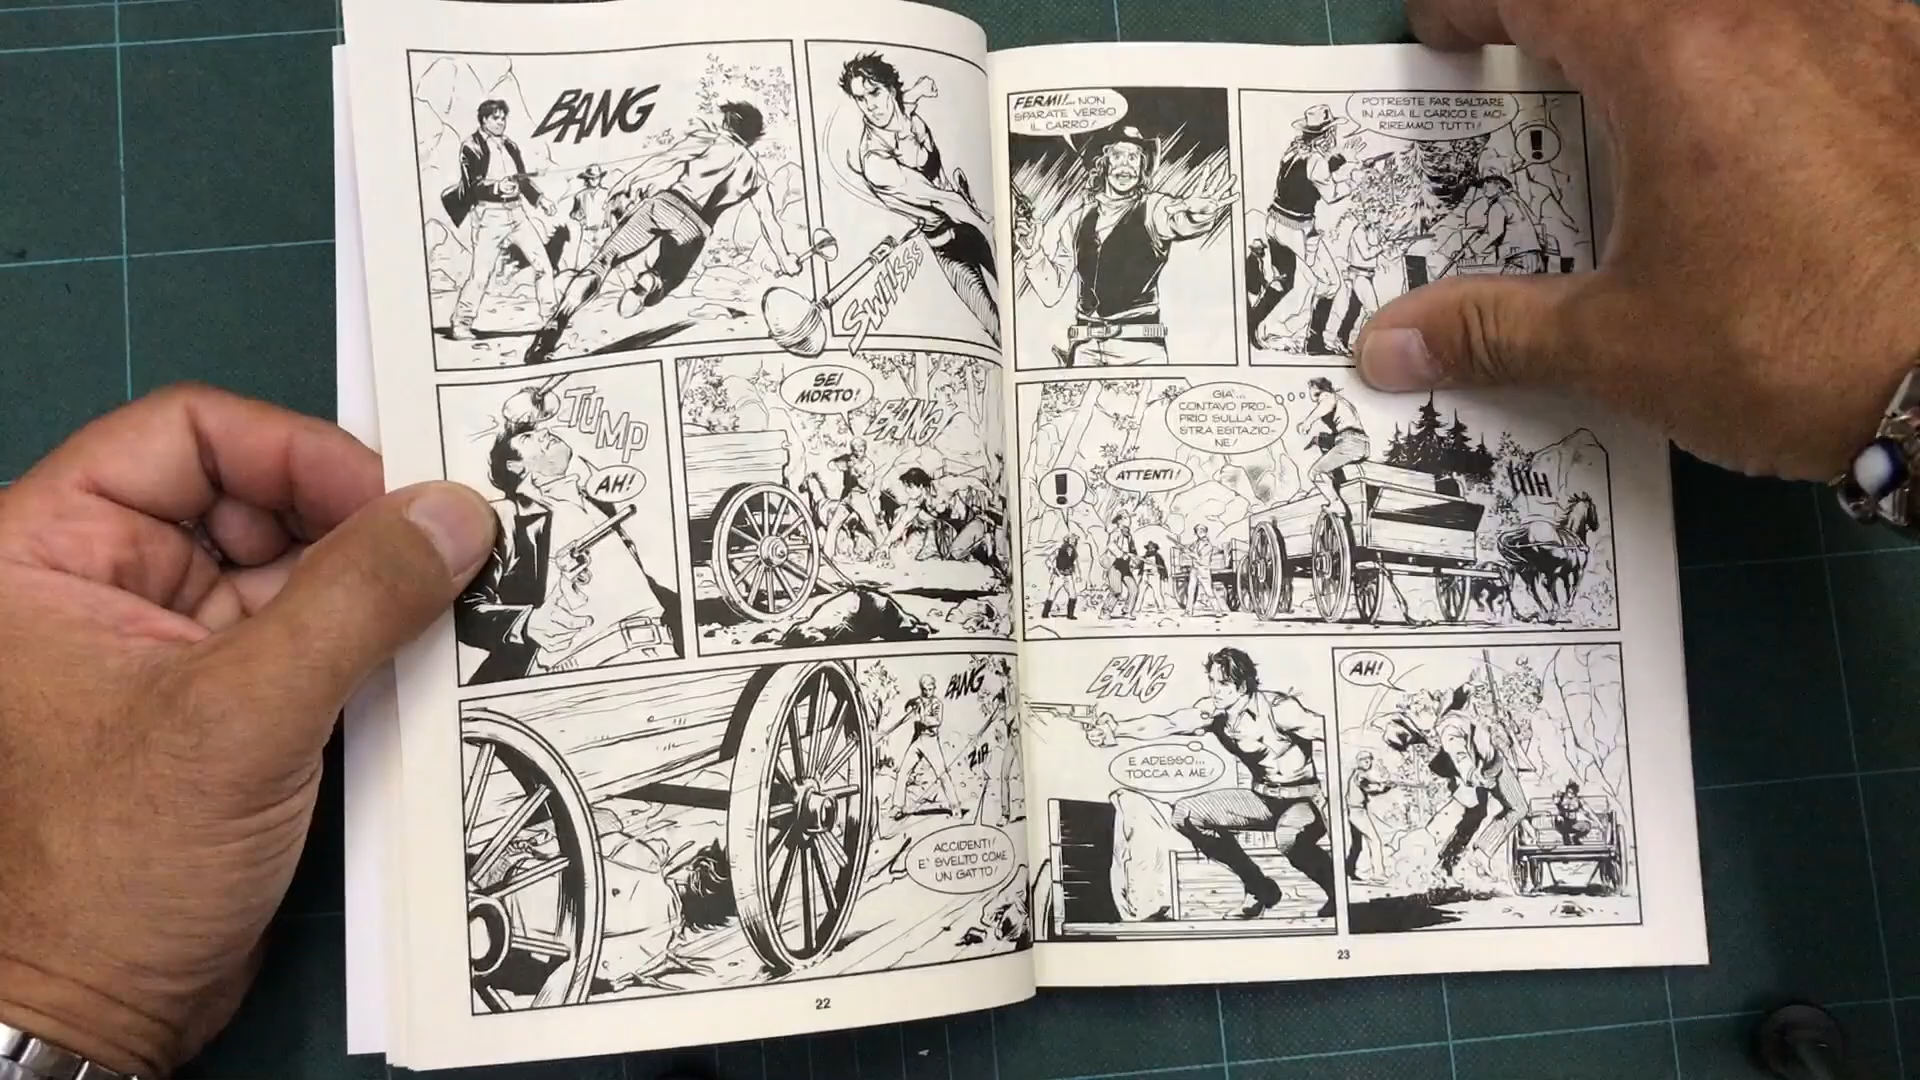 BANG
SWIISSS
TUMP
AH!
SEI
MORTO!
BANG!
BANG
ZIP
ACCIDENTI!
E' SVELTO COME
UN GATTO!
22
FERMI!... NON
SPARATE VERSO
IL CARRO!
POTRESTE FAR SALTARE
IN ARIA IL CARICO E MO-
RIREMMO TUTTI!
!
!
ATTENTI!
GIA'...
CONTAVO PRO-
PRIO SULLA VO-
STRA ESITAZIO-
NE!
IIIH
BANG
E ADESSO...
TOCCA A ME!
AH!
23